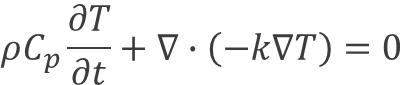 ρC_p ∂T/∂t + ∇ · (−k∇T) = 0